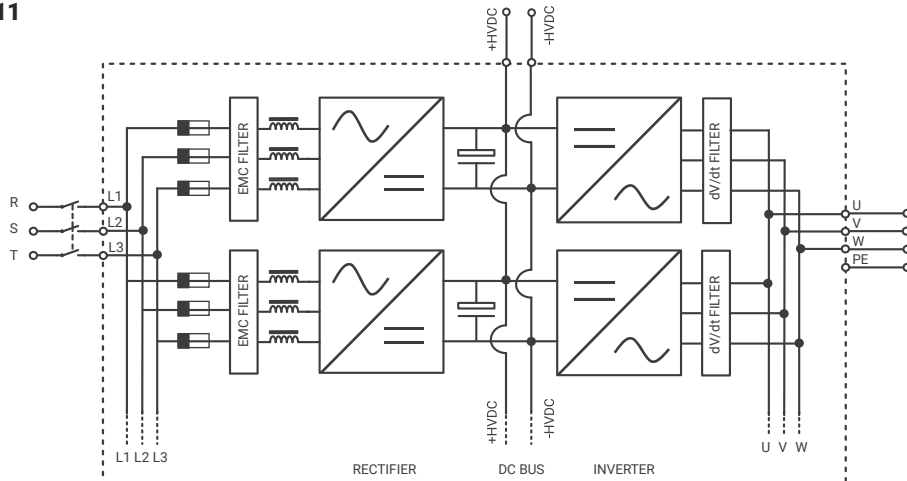 11
+HVDC
-HVDC
EMC FILTER
dV/dt FILTER
R
L1
S
L2
T
L3
U
V
W
PE
EMC FILTER
dV/dt FILTER
+HVDC
-HVDC
L1 L2 L3
U V W
RECTIFIER
DC BUS
INVERTER